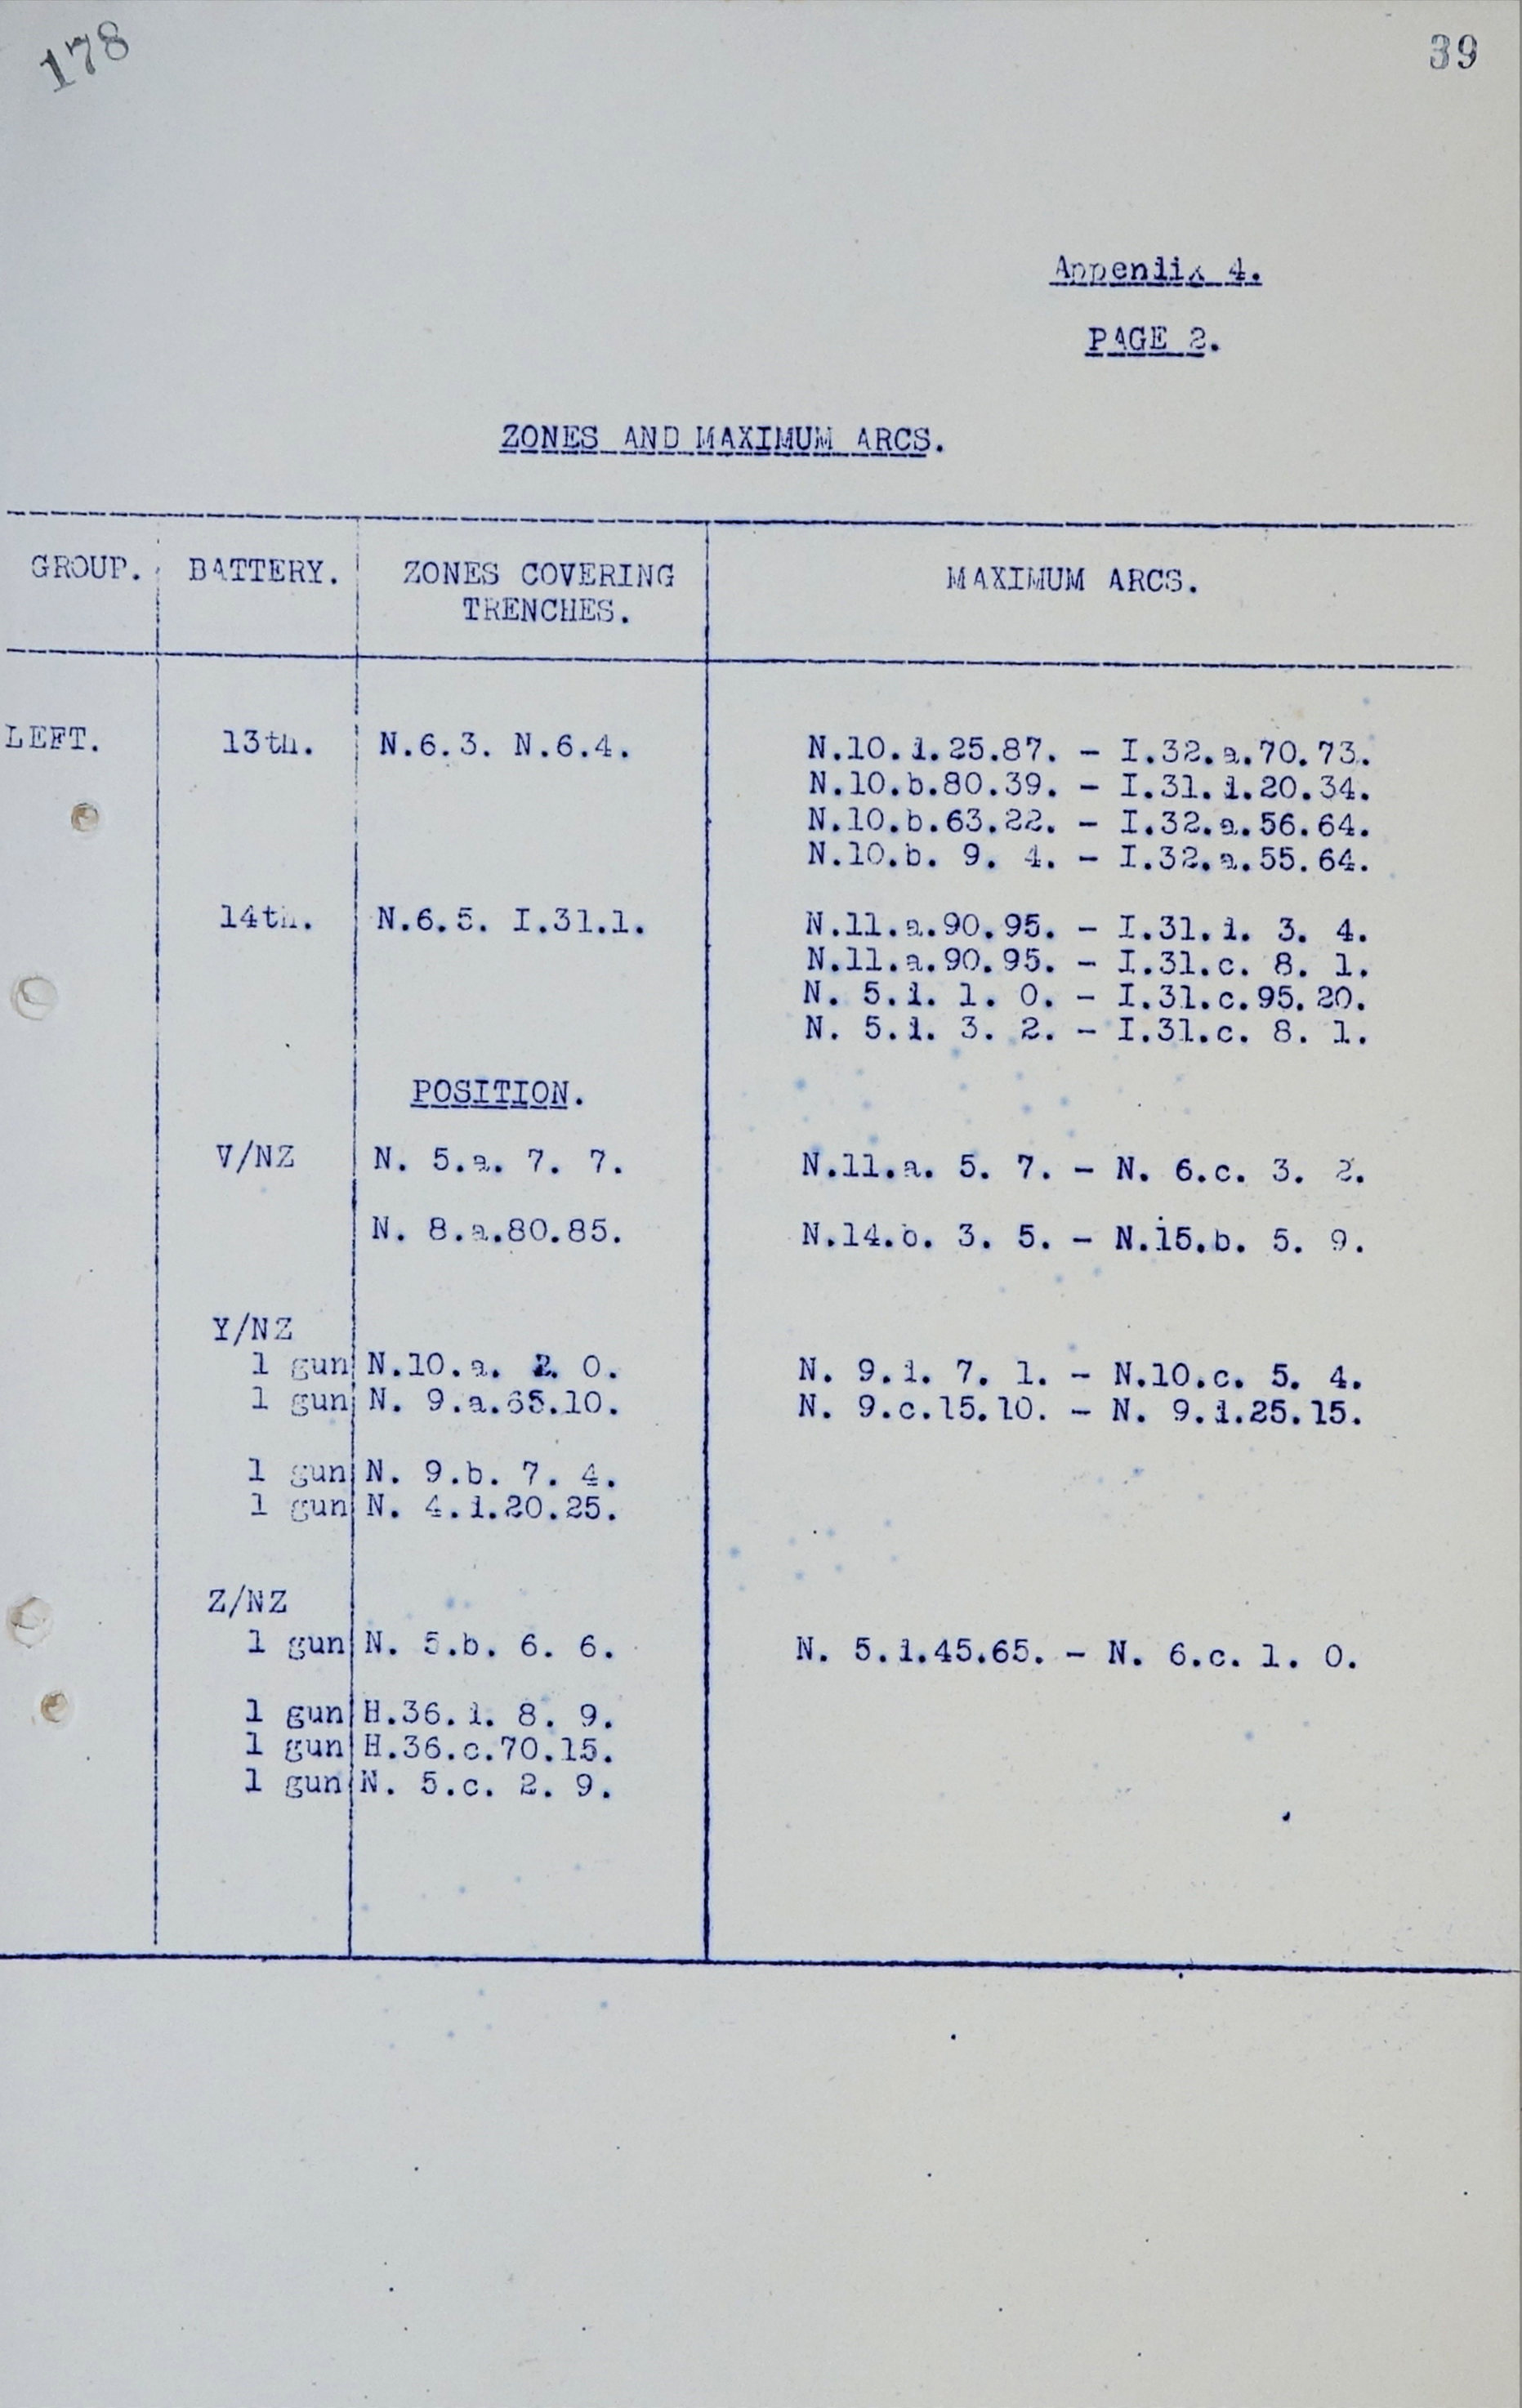 178
39
Appendix 4.
PAGE 2.
ZONES AND MAXIMUM ARCS.
GROUP. BATTERY. ZONES COVERING MAXIMUM ARCS.
TRENCHES.
LEFT. 13th. N.6.3. N.6.4. N.10.d.25.87. - I.32.a.70.73.
N.10.b.80.39. - I.31.d.20.34.
N.10.b.63.22. - I.32.a.56.64.
N.10.b. 9. 4. - I.32.a.55.64.
14th. N.6.5. I.31.1. N.11.a.90.95. - I.31.d. 3. 4.
N.11.a.90.95. - I.31.c. 8. 1.
N. 5.d. 1. 0. - I.31.c.95.20.
N. 5.d. 3. 2. - I.31.c. 8. 1.
POSITION.
V/NZ N. 5.a. 7. 7. N.11.a. 5. 7. - N. 6.c. 3. 2.
N. 8.a.80.85. N.14.b. 3. 5. - N.15.b. 5. 9.
Y/NZ
1 gun N.10.a. 2. 0. N. 9.d. 7. 1. - N.10.c. 5. 4.
1 gun N. 9.a.65.10. N. 9.c.15.10. - N. 9.d.25.15.
1 gun N. 9.b. 7. 4.
1 gun N. 4.d.20.25.
Z/NZ
1 gun N. 5.b. 6. 6. N. 5.d.45.65. - N. 6.c. 1. 0.
1 gun H.36.d. 8. 9.
1 gun H.36.c.70.15.
1 gun N. 5.c. 2. 9.